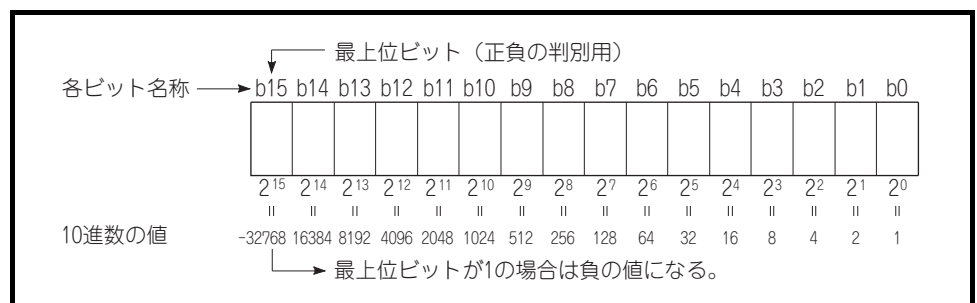 最上位ビット（正負の判別用）
各ビット名称 b15 b14 b13 b12 b11 b10 b9 b8 b7 b6 b5 b4 b3 b2 b1 b0
2¹⁵ 2¹⁴ 2¹³ 2¹² 2¹¹ 2¹⁰ 2⁹ 2⁸ 2⁷ 2⁶ 2⁵ 2⁴ 2³ 2² 2¹ 2⁰
= = = = = = = = = = = = = = = =
10進数の値 -32768 16384 8192 4096 2048 1024 512 256 128 64 32 16 8 4 2 1
最上位ビットが1の場合は負の値になる。